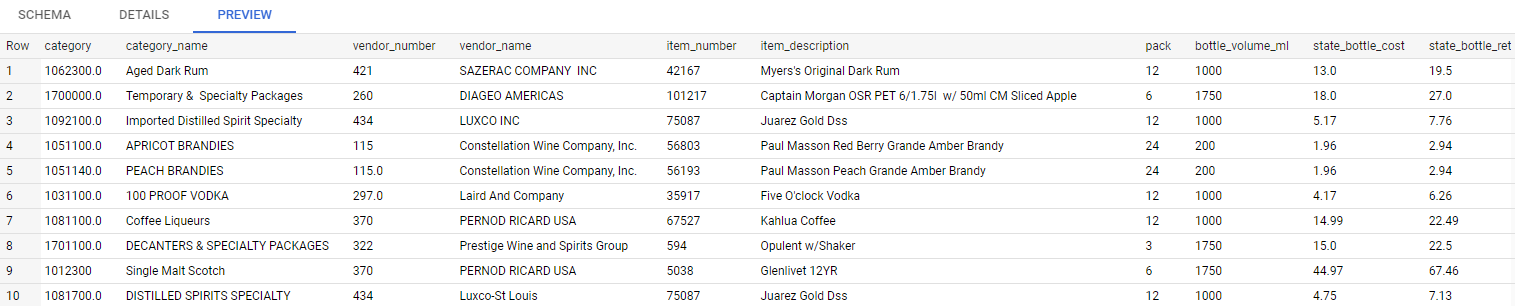 SCHEMA DETAILS PREVIEW
Row category category_name vendor_number vendor_name item_number item_description pack bottle_volume_ml state_bottle_cost state_bottle_ret
1 1062300.0 Aged Dark Rum 421 SAZERAC COMPANY  INC 42167 Myers's Original Dark Rum 12 1000 13.0 19.5
2 1700000.0 Temporary &  Specialty Packages 260 DIAGEO AMERICAS 101217 Captain Morgan OSR PET 6/1.75l  w/ 50ml CM Sliced Apple 6 1750 18.0 27.0
3 1092100.0 Imported Distilled Spirit Specialty 434 LUXCO INC 75087 Juarez Gold Dss 12 1000 5.17 7.76
4 1051100.0 APRICOT BRANDIES 115 Constellation Wine Company, Inc. 56803 Paul Masson Red Berry Grande Amber Brandy 24 200 1.96 2.94
5 1051140.0 PEACH BRANDIES 115.0 Constellation Wine Company, Inc. 56193 Paul Masson Peach Grande Amber Brandy 24 200 1.96 2.94
6 1031100.0 100 PROOF VODKA 297.0 Laird And Company 35917 Five O'clock Vodka 12 1000 4.17 6.26
7 1081100.0 Coffee Liqueurs 370 PERNOD RICARD USA 67527 Kahlua Coffee 12 1000 14.99 22.49
8 1701100.0 DECANTERS & SPECIALTY PACKAGES 322 Prestige Wine and Spirits Group 594 Opulent w/Shaker 3 1750 15.0 22.5
9 1012300 Single Malt Scotch 370 PERNOD RICARD USA 5038 Glenlivet 12YR 6 1750 44.97 67.46
10 1081700.0 DISTILLED SPIRITS SPECIALTY 434 Luxco-St Louis 75087 Juarez Gold Dss 12 1000 4.75 7.13